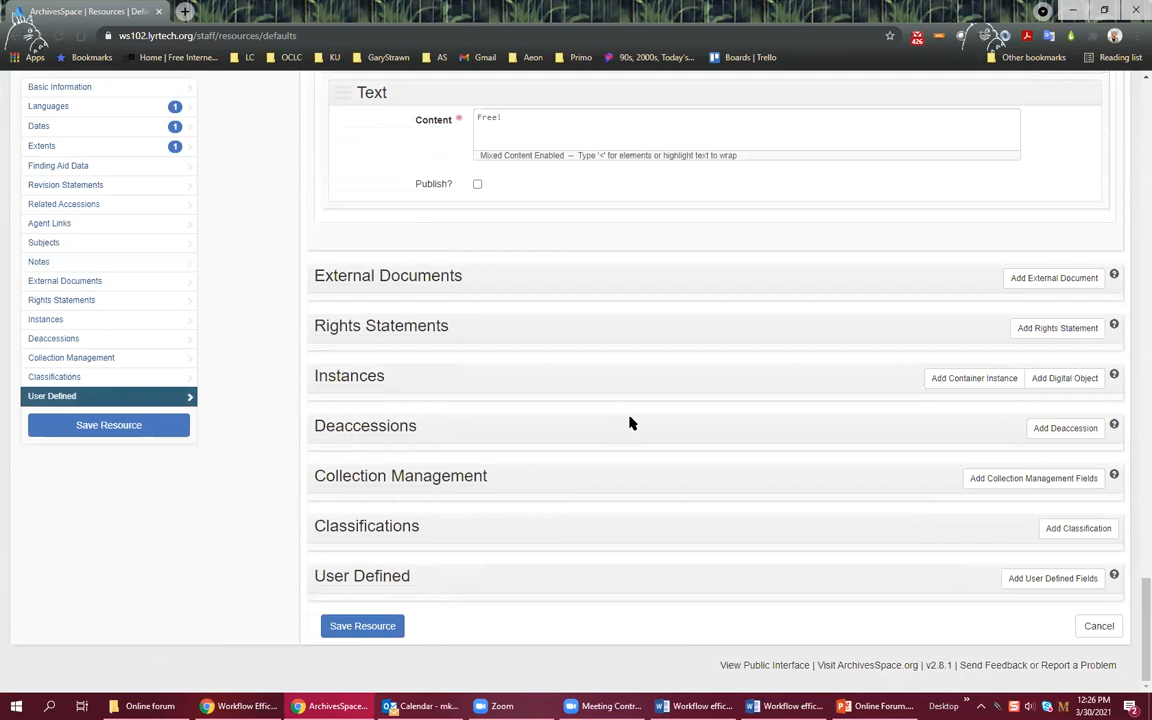 ArchivesSpace | Resources | Defa
ws102.lyrtech.org/staff/resources/defaults
426
Apps
Bookmarks
Home | Free Interne...
LC
OCLC
KU
GaryStrawn
AS
Gmail
Aeon
Primo
90s, 2000s, Today's...
Boards | Trello
Other bookmarks
Reading list
Basic Information
Languages 1
Dates 1
Extents 1
Finding Aid Data
Revision Statements
Related Accessions
Agent Links
Subjects
Notes
External Documents
Rights Statements
Instances
Deaccessions
Collection Management
Classifications
User Defined
Save Resource
Text
Content *
Free!
Mixed Content Enabled -- Type '<' for elements or highlight text to wrap
Publish?
External Documents
Add External Document
Rights Statements
Add Rights Statement
Instances
Add Container Instance
Add Digital Object
Deaccessions
Add Deaccession
Collection Management
Add Collection Management Fields
Classifications
Add Classification
User Defined
Add User Defined Fields
Save Resource
Cancel
View Public Interface | Visit ArchivesSpace.org | v2.8.1 | Send Feedback or Report a Problem
Online forum
Workflow Effic...
ArchivesSpace...
Calendar - mk...
Zoom
Meeting Contr...
Workflow effic...
Workflow effic...
Online Forum....
Desktop
12:26 PM
3/30/2021
2